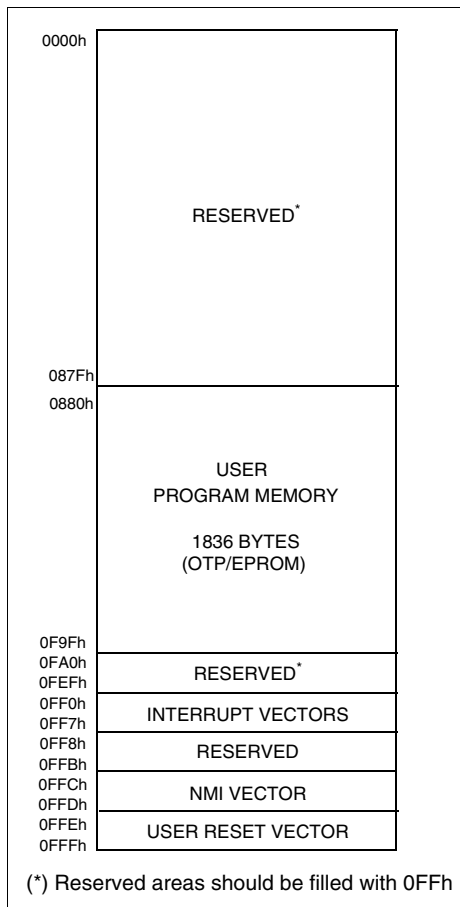 0000h
RESERVED*
087Fh
0880h
USER
PROGRAM MEMORY
1836 BYTES
(OTP/EPROM)
0F9Fh
0FA0h
RESERVED*
0FEFh
0FF0h
INTERRUPT VECTORS
0FF7h
0FF8h
RESERVED
0FFBh
0FFCh
NMI VECTOR
0FFDh
0FFEh
USER RESET VECTOR
0FFFh
(*) Reserved areas should be filled with 0FFh